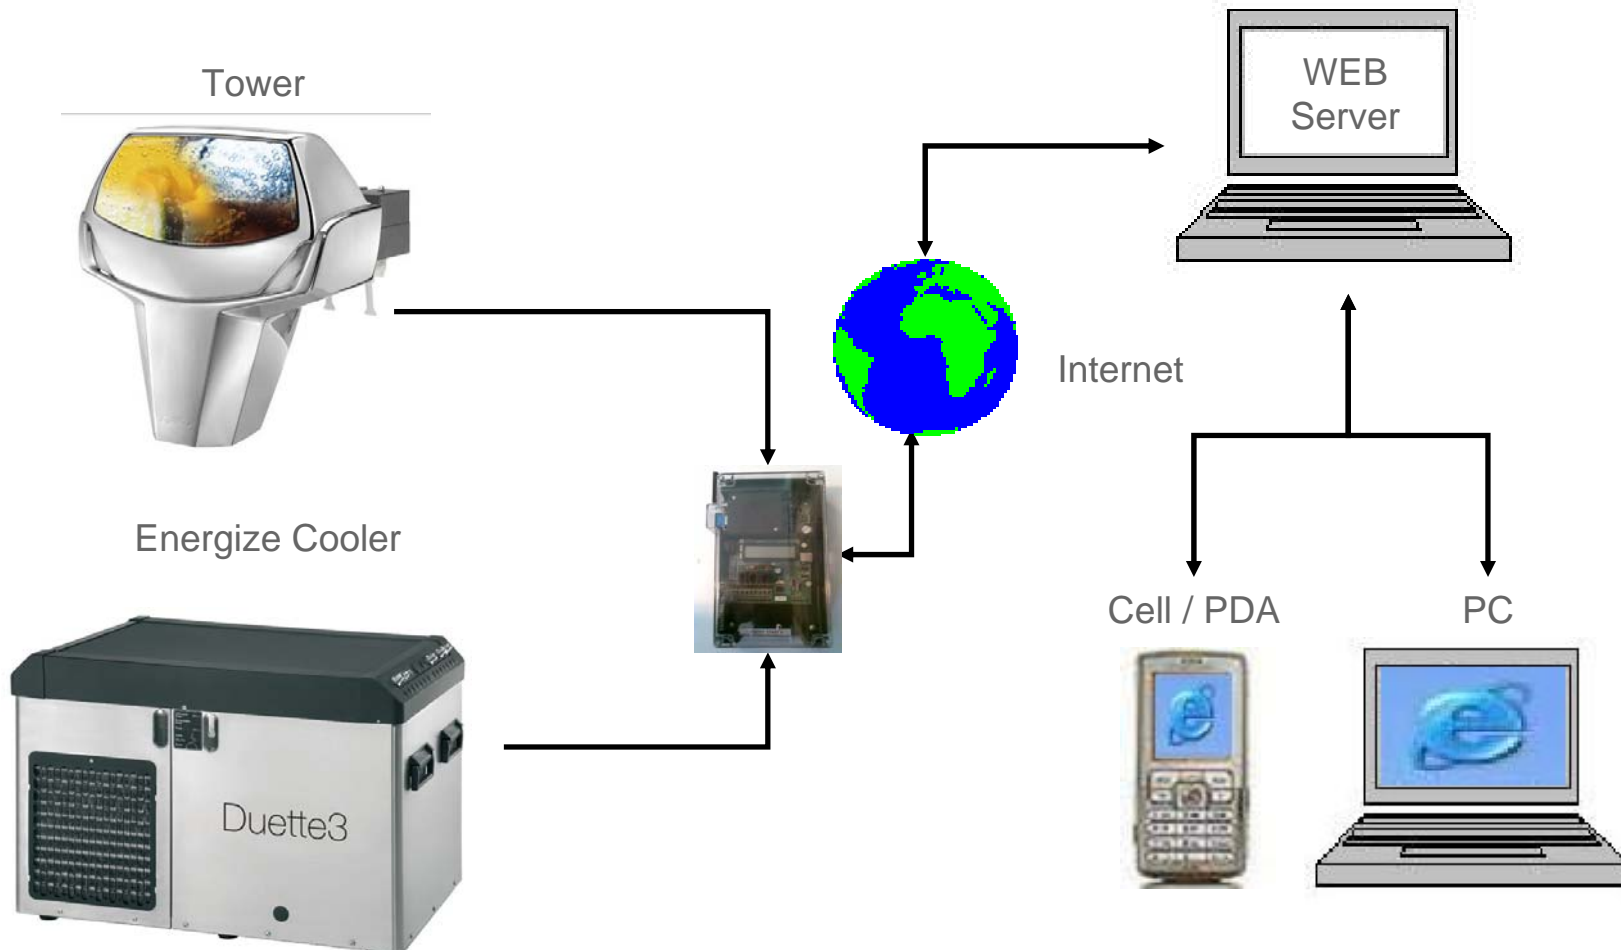 Tower
WEB
Server
Internet
Energize Cooler
Cell / PDA
PC
Duette3